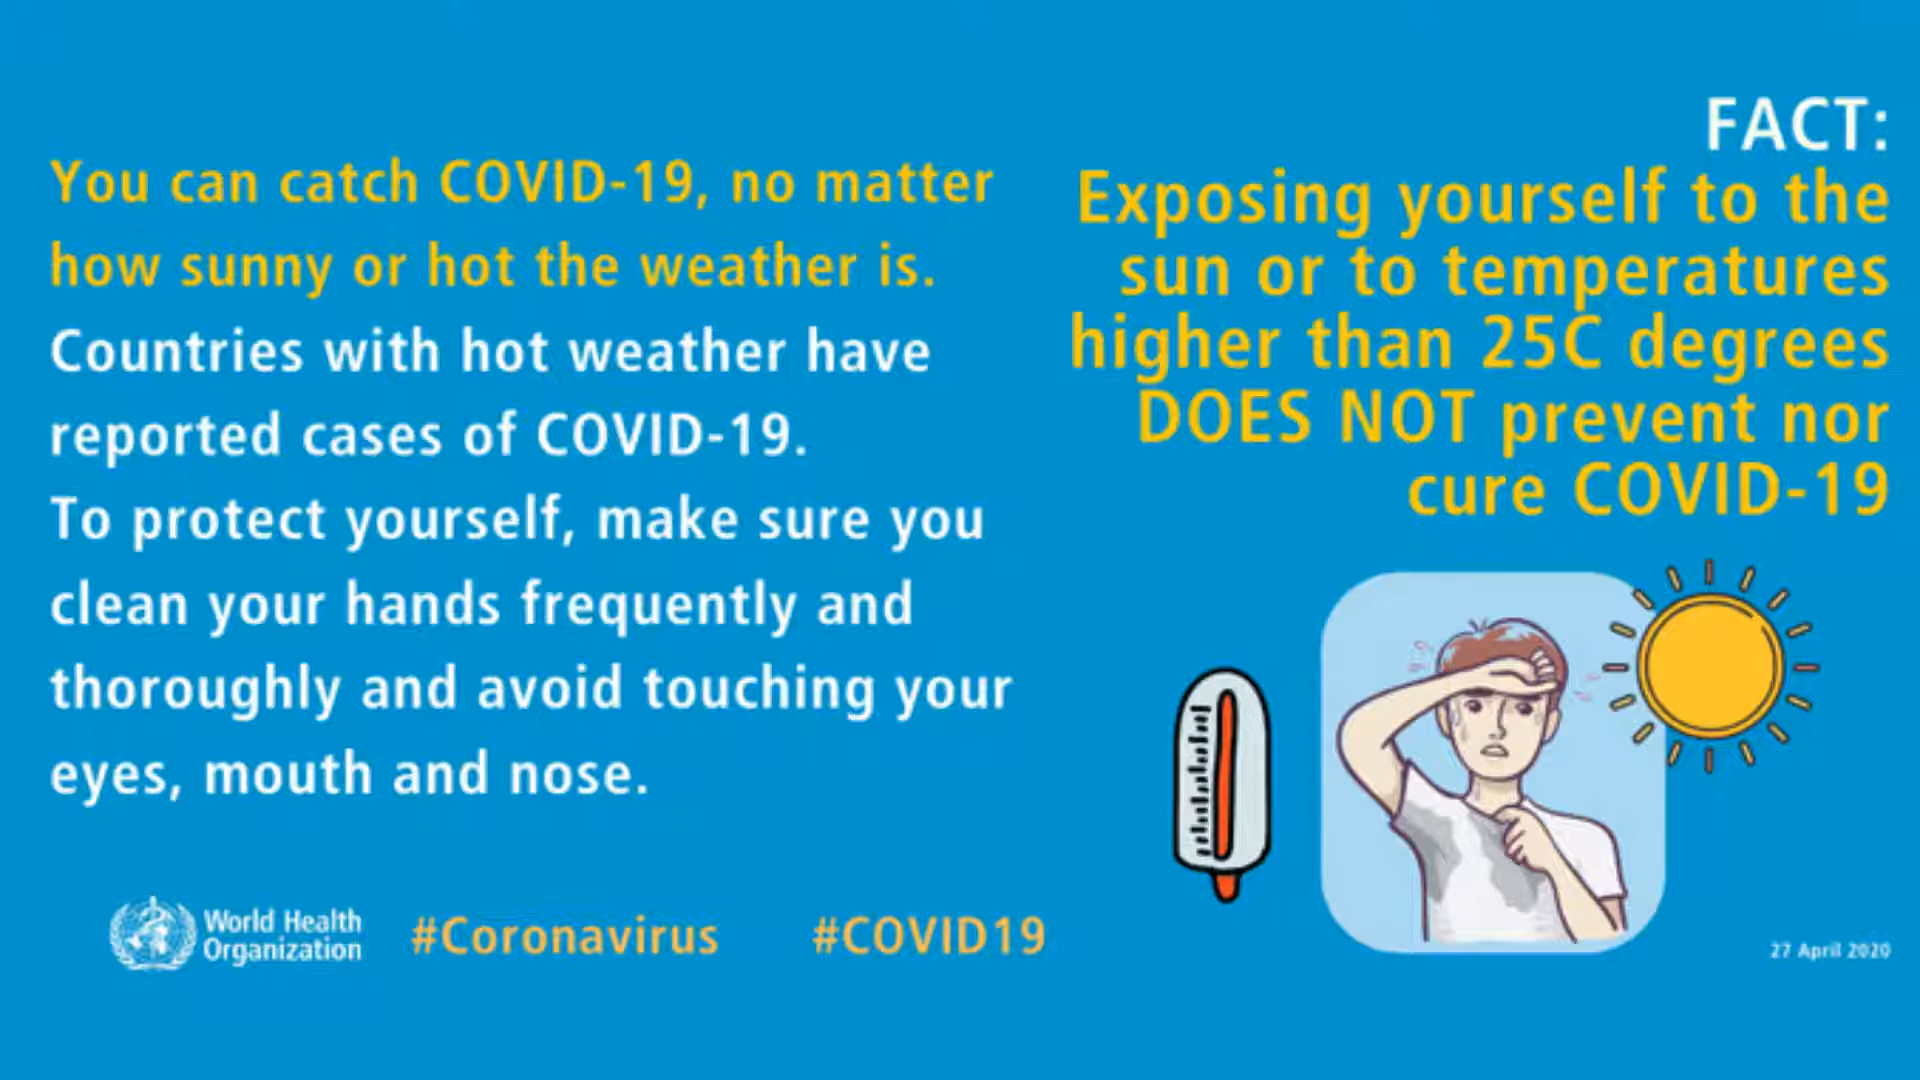 You can catch COVID-19, no matter
how sunny or hot the weather is.
Countries with hot weather have
reported cases of COVID-19.
To protect yourself, make sure you
clean your hands frequently and
thoroughly and avoid touching your
eyes, mouth and nose.
FACT:
Exposing yourself to the
sun or to temperatures
higher than 25C degrees
DOES NOT prevent nor
cure COVID-19
World Health
Organization
#Coronavirus
#COVID19
27 April 2020